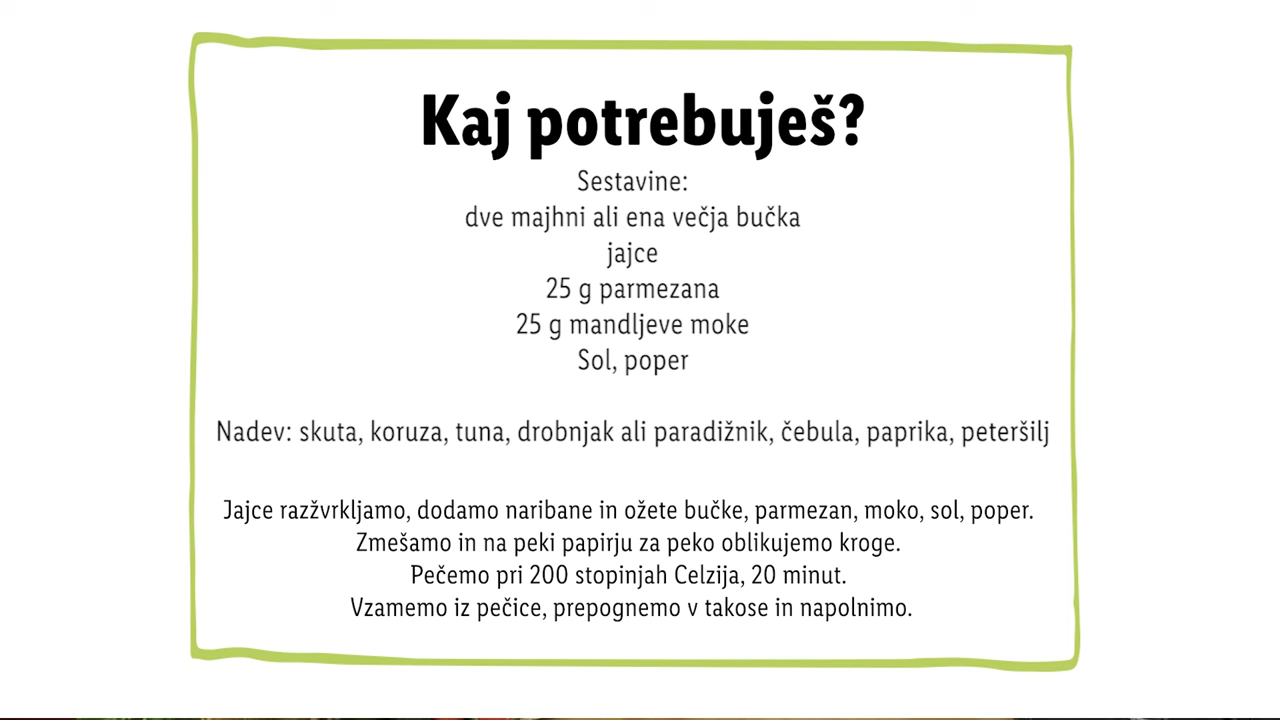 Kaj potrebuješ?
Sestavine:
dve majhni ali ena večja bučka
jajce
25 g parmezana
25 g mandljeve moke
Sol, poper
Nadev: skuta, koruza, tuna, drobnjak ali paradižnik, čebula, paprika, peteršilj
Jajce razžvrkljamo, dodamo naribane in ožete bučke, parmezan, moko, sol, poper.
Zmešamo in na peki papirju za peko oblikujemo kroge.
Pečemo pri 200 stopinjah Celzija, 20 minut.
Vzamemo iz pečice, prepognemo v takose in napolnimo.